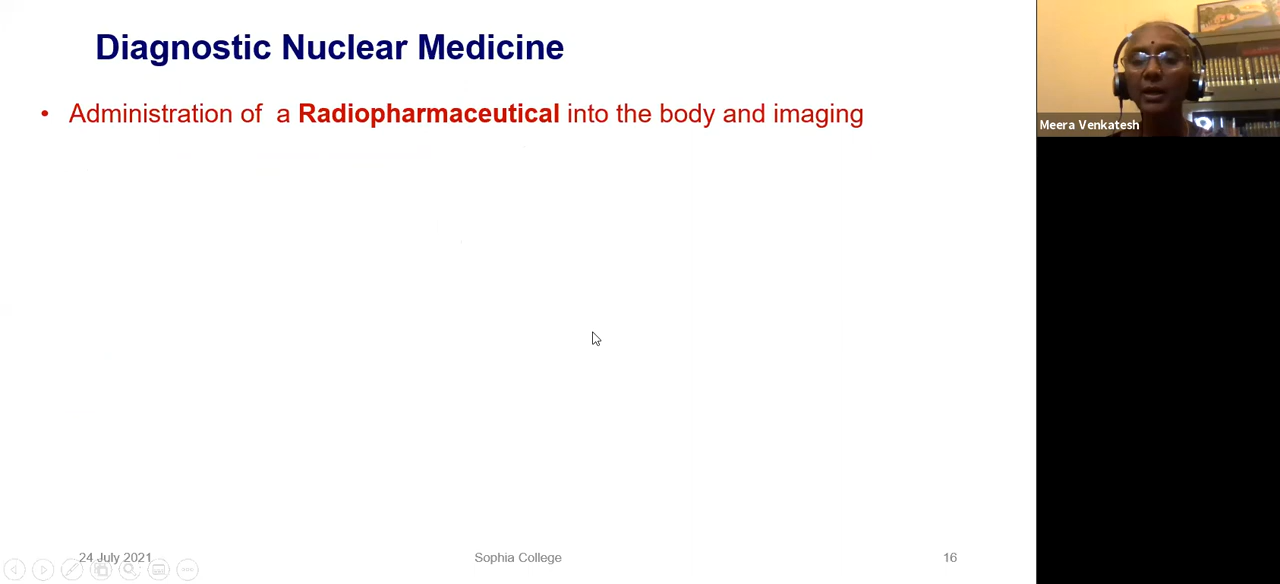 Diagnostic Nuclear Medicine
• Administration of a Radiopharmaceutical into the body and imaging
Meera Venkatesh
24 July 2021
Sophia College
16